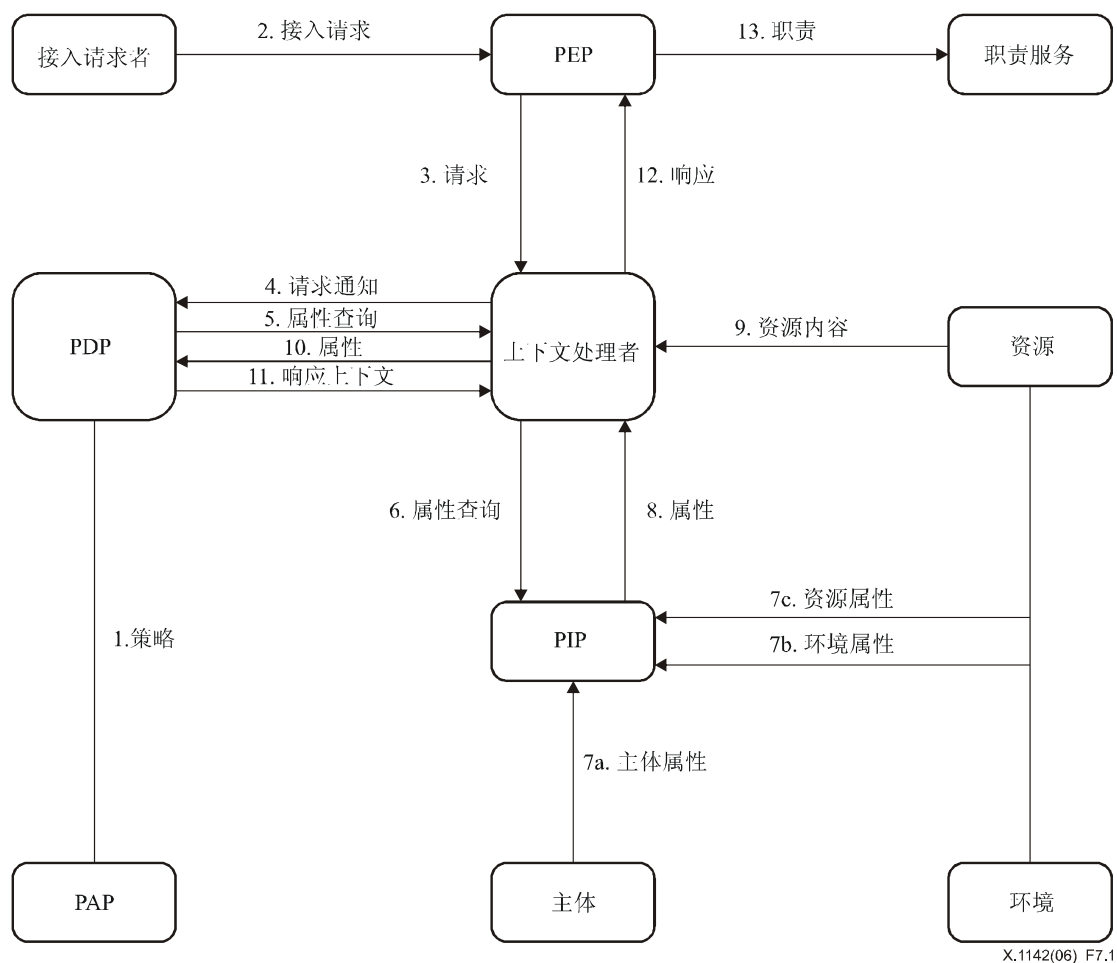 接入请求者
2. 接入请求
PEP
13. 职责
职责服务
3. 请求
12. 响应
PDP
4. 请求通知
5. 属性查询
10. 属性
11. 响应上下文
上下文处理者
9. 资源内容
资源
6. 属性查询
8. 属性
1.策略
PIP
7c. 资源属性
7b. 环境属性
7a. 主体属性
PAP
主体
环境
X.1142(06)_F7.1